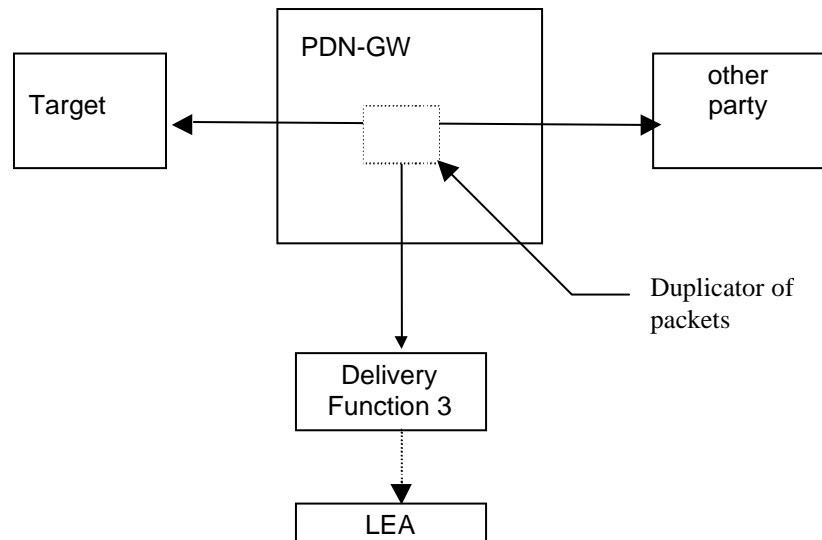 PDN-GW
Target
other
party
Duplicator of
packets
Delivery
Function 3
LEA